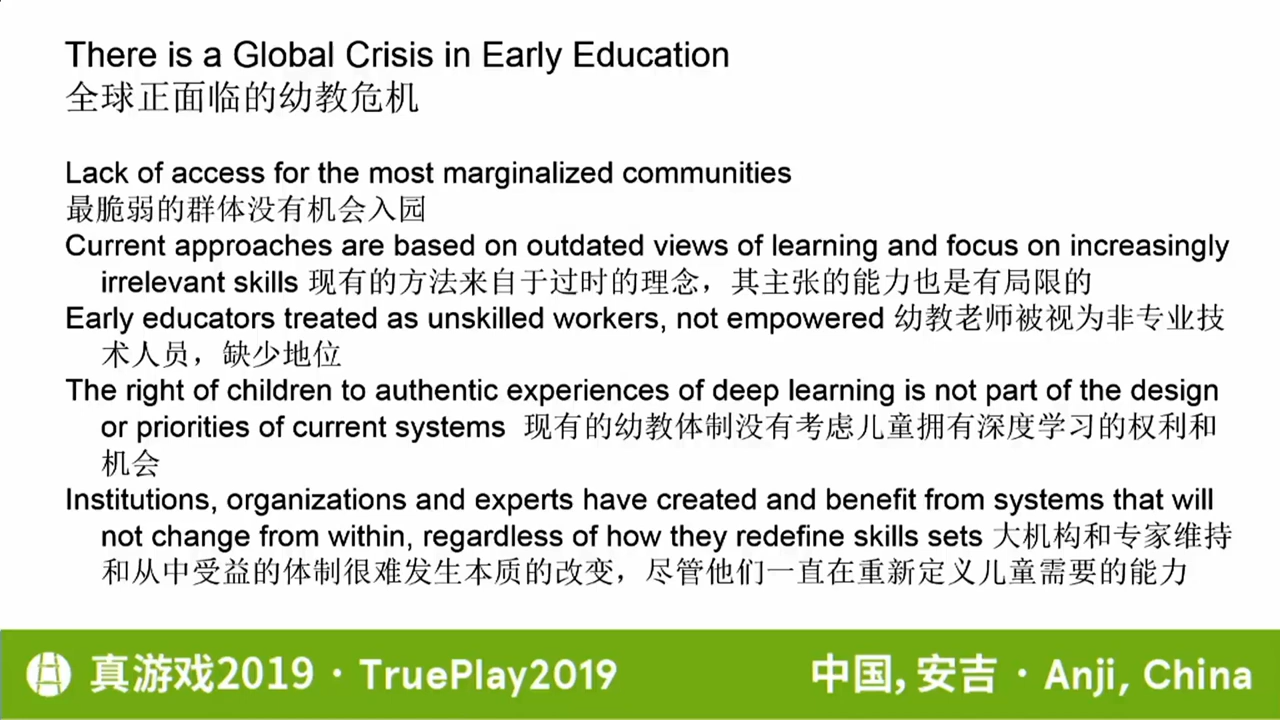 There is a Global Crisis in Early Education
全球正面临的幼教危机
Lack of access for the most marginalized communities
最脆弱的群体没有机会入园
Current approaches are based on outdated views of learning and focus on increasingly
irrelevant skills 现有的方法来自于过时的理念，其主张的能力也是有局限的
Early educators treated as unskilled workers, not empowered 幼教老师被视为非专业技
术人员，缺少地位
The right of children to authentic experiences of deep learning is not part of the design
or priorities of current systems 现有的幼教体制没有考虑儿童拥有深度学习的权利和
机会
Institutions, organizations and experts have created and benefit from systems that will
not change from within, regardless of how they redefine skills sets 大机构和专家维持
和从中受益的体制很难发生本质的改变，尽管他们一直在重新定义儿童需要的能力
真游戏2019 · TruePlay2019
中国，安吉 · Anji, China